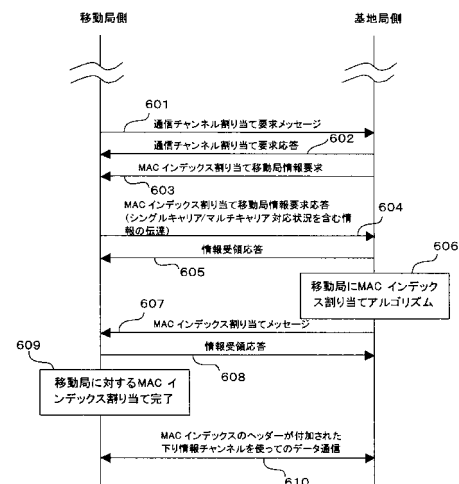 移動局側
基地局側
601
通信チャンネル割り当て要求メッセージ
602
通信チャンネル割り当て要求応答
MAC インデックス割り当て移動局情報要求
603
MAC インデックス割り当て移動局情報要求応答
(シングルキャリア/マルチキャリア対応状況を含む情
報の伝達)
604
情報受領応答
605
606
移動局にMAC インデック
ス割り当てアルゴリズム
607
MAC インデックス割り当てメッセージ
609
情報受領応答
608
移動局に対するMAC イ
ンデックス割り当て完了
MAC インデックスのヘッダーが付加された
下り情報チャンネルを使ってのデータ通信
610